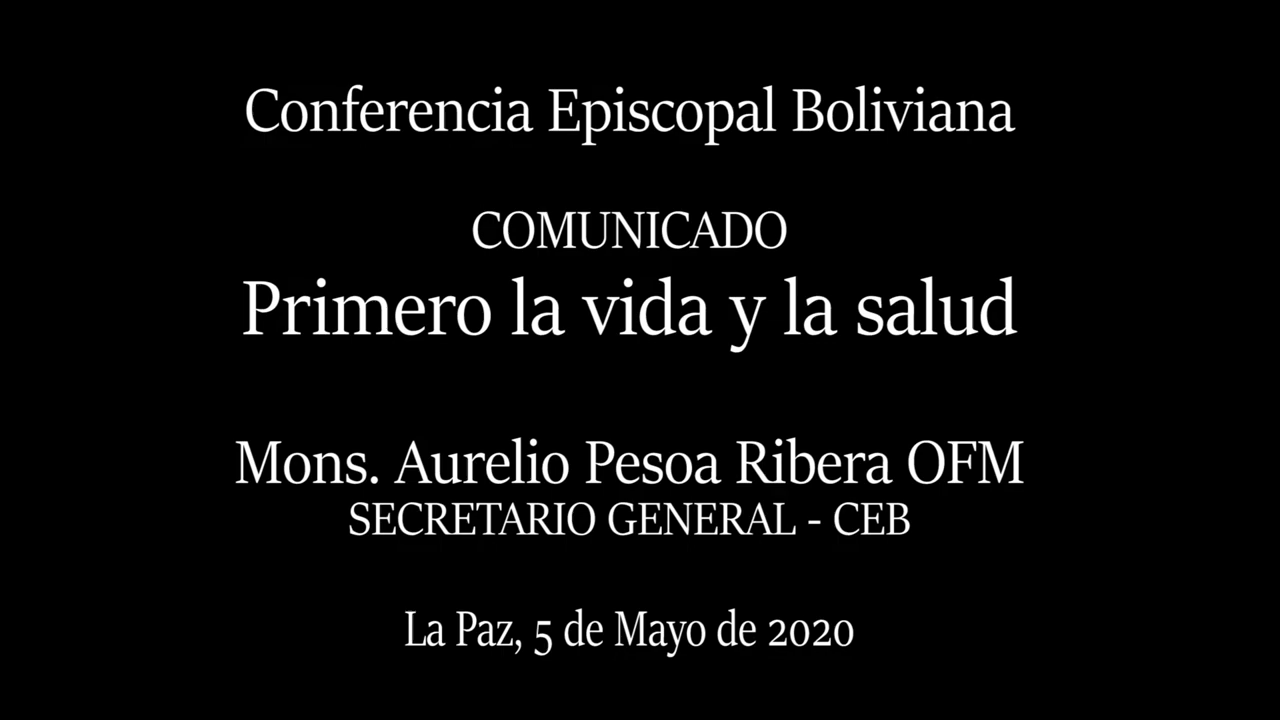 Conferencia Episcopal Boliviana
COMUNICADO
Primero la vida y la salud
Mons. Aurelio Pesoa Ribera OFM
SECRETARIO GENERAL - CEB
La Paz, 5 de Mayo de 2020